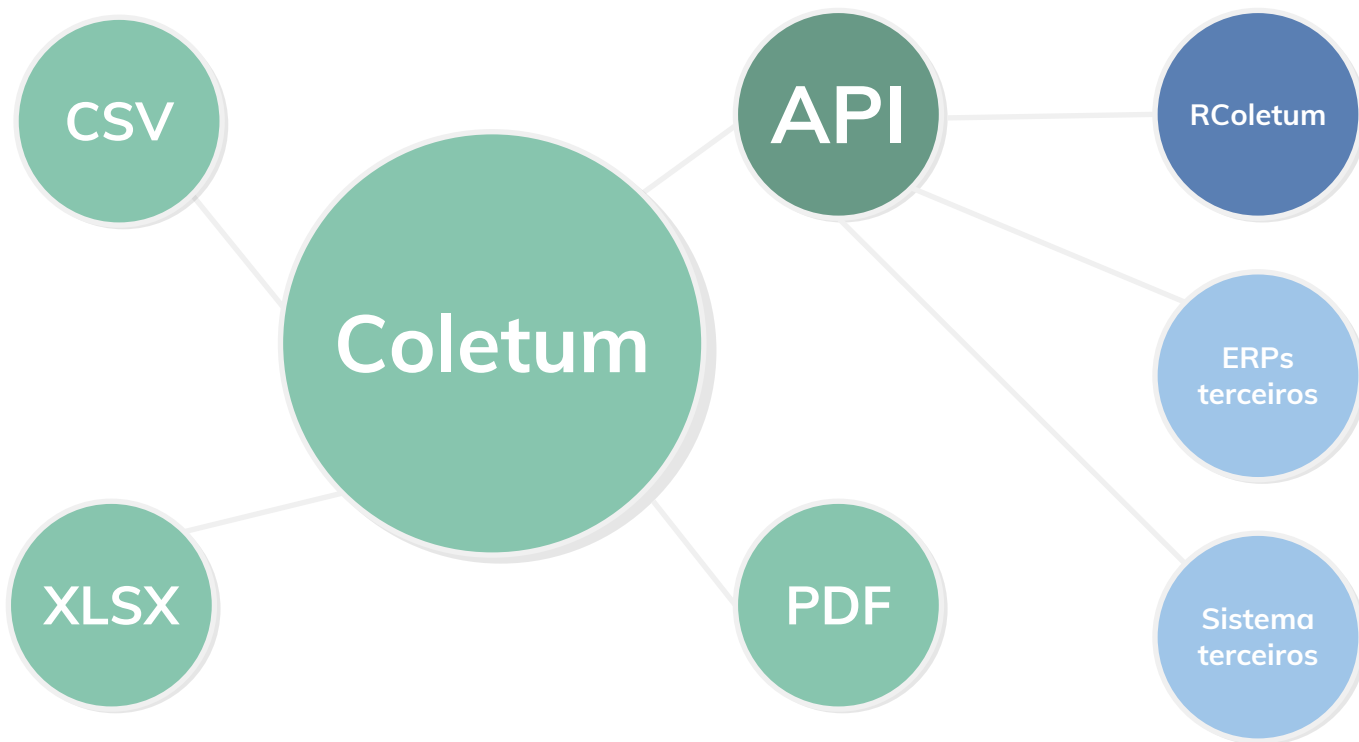 CSV
API
RColetum
Coletum
ERPs
terceiros
XLSX
PDF
Sistema
terceiros